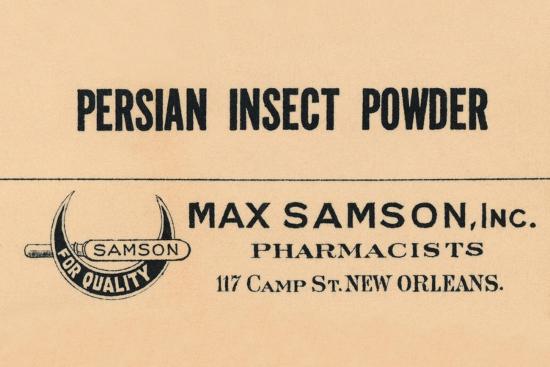 PERSIAN INSECT POWDER
MAX SAMSON, INC.
PHARMACISTS
117 CAMP ST. NEW ORLEANS.
SAMSON
FOR QUALITY